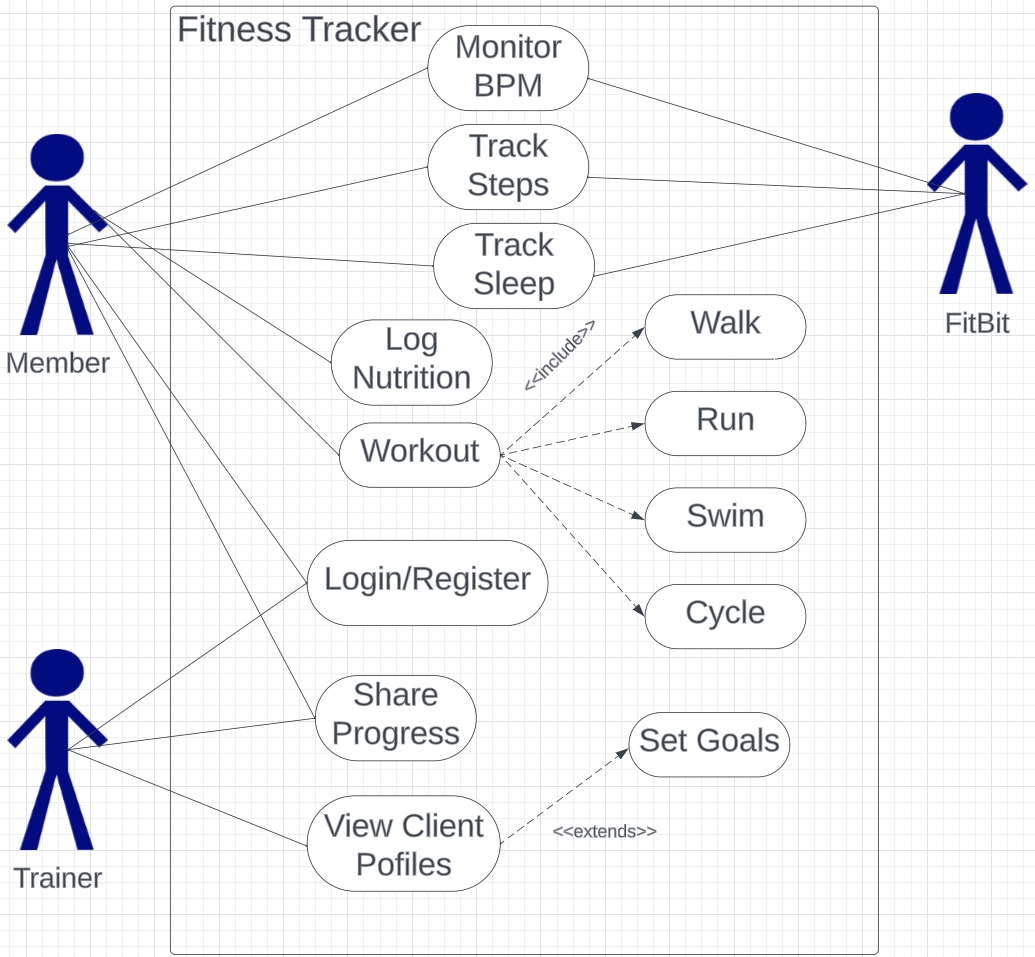 Fitness Tracker
Monitor
BPM
Track
Steps
Track
Sleep
Log
Nutrition
Workout
<<include>>
Walk
Run
Swim
Cycle
Login/Register
Share
Progress
View Client
Pofiles
Set Goals
<<extends>>
Member
Trainer
FitBit